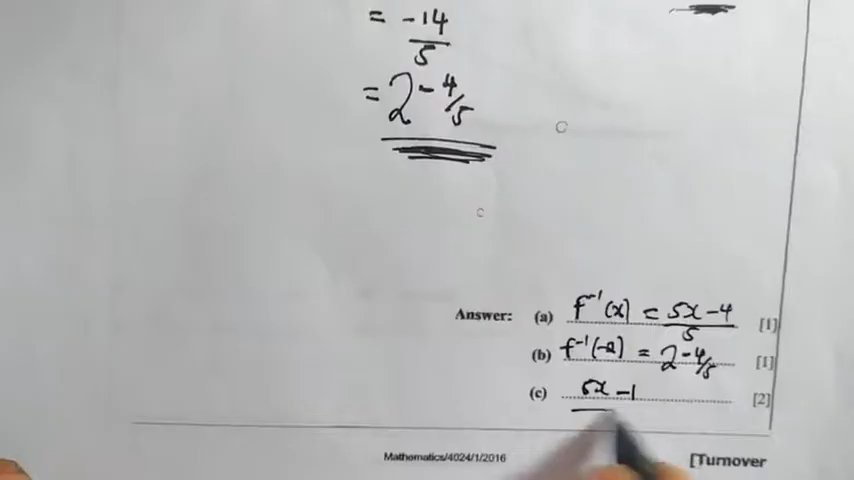 = -14/5
= 2 - 4/5
Answer: (a) f⁻¹(x) = 5x-4/5 [1]
(b) f⁻¹(-2) = 2 - 4/5 [1]
(c) 5x - 1 [2]
Mathematics/4024/1/2016 [Turnover